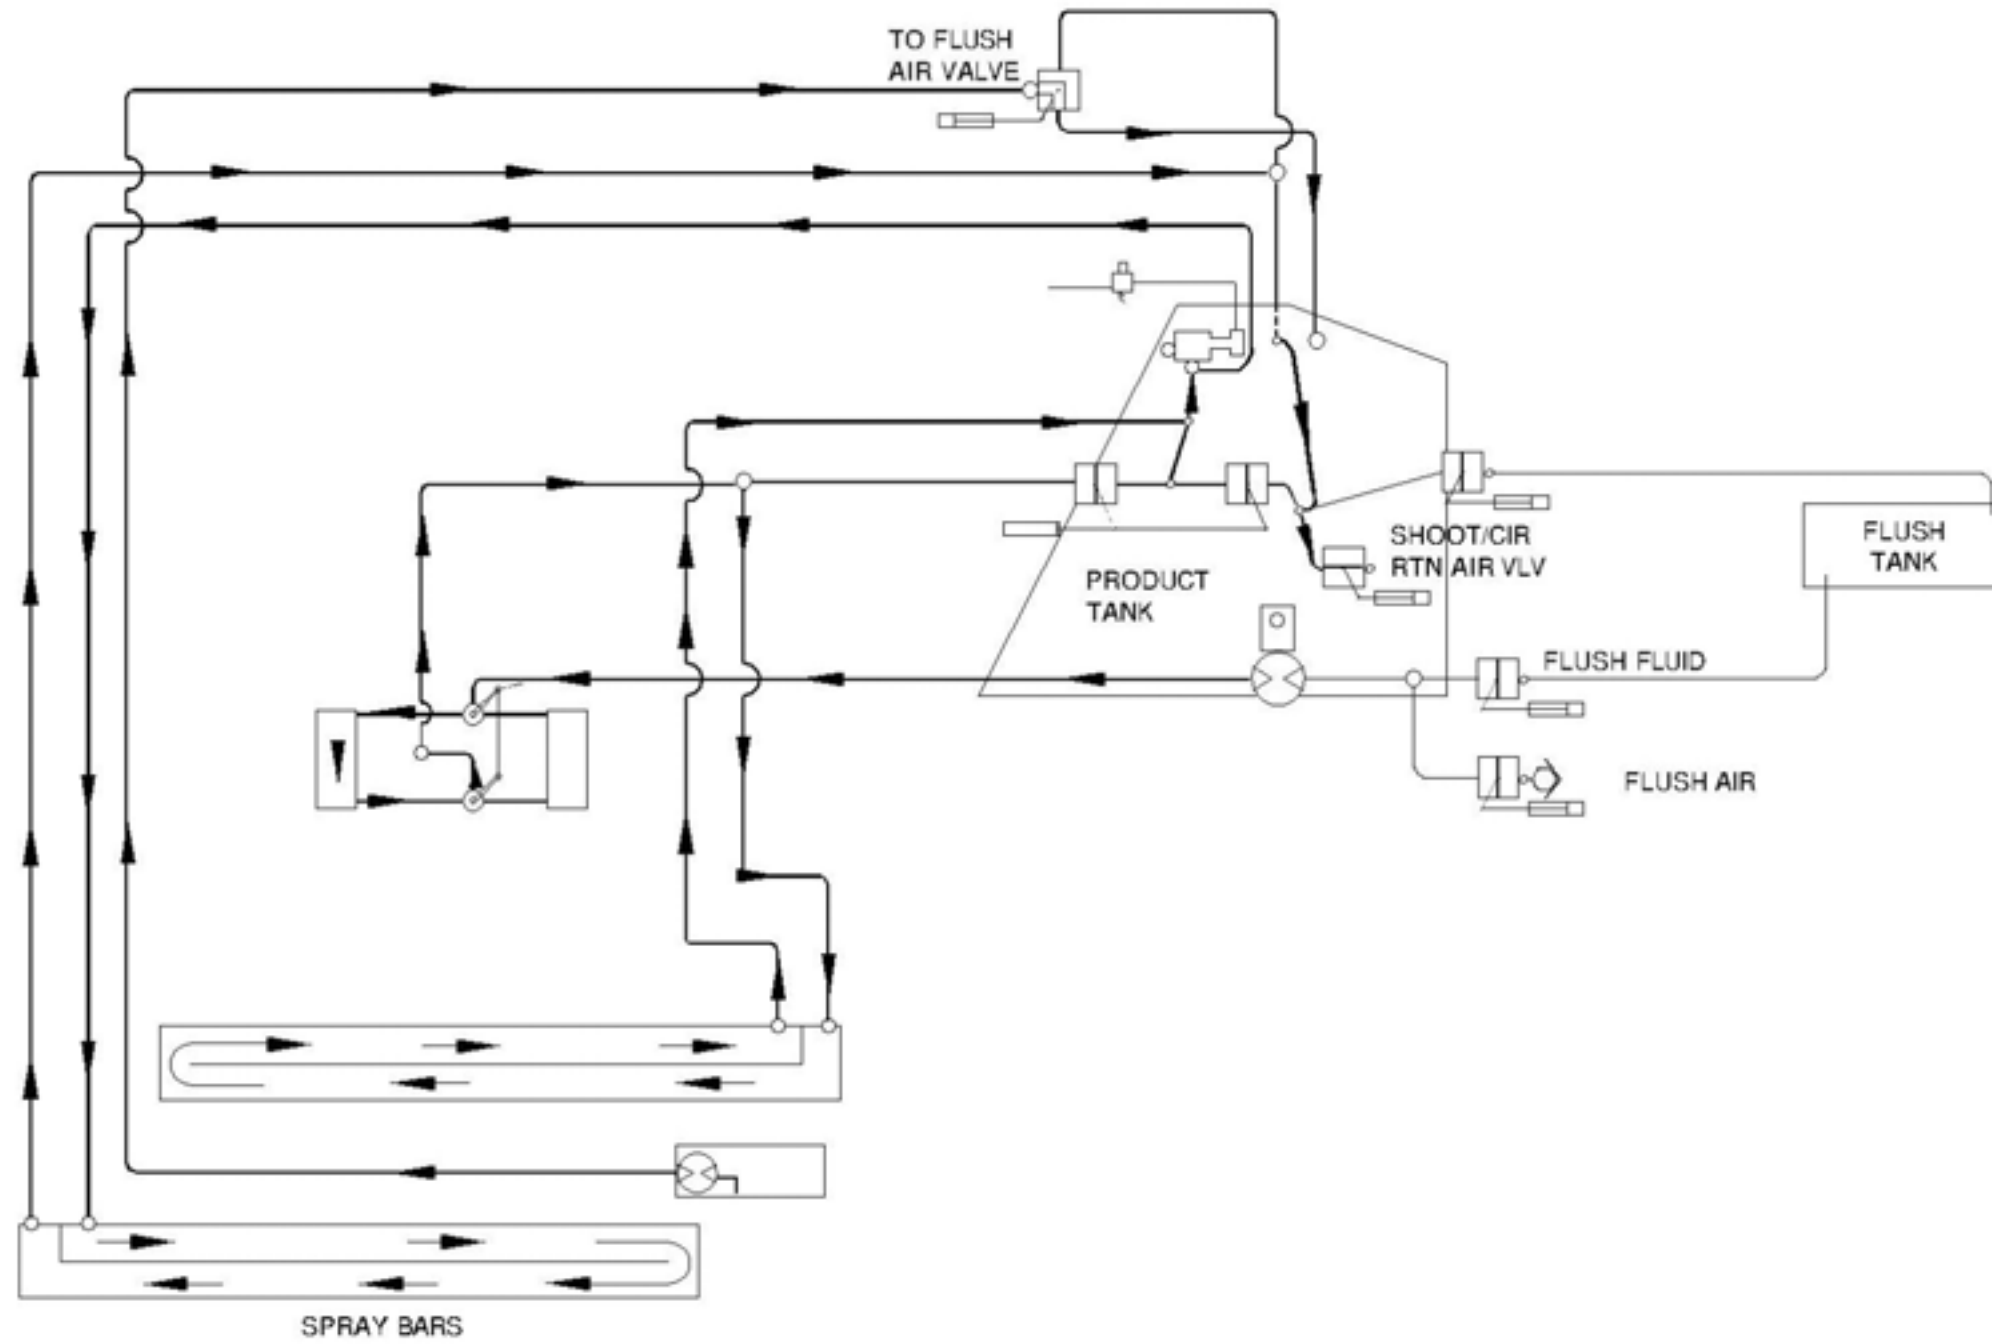 TO FLUSH
AIR VALVE
SHOOT/CIR
RTN AIR VLV
FLUSH
TANK
PRODUCT
TANK
FLUSH FLUID
FLUSH AIR
SPRAY BARS